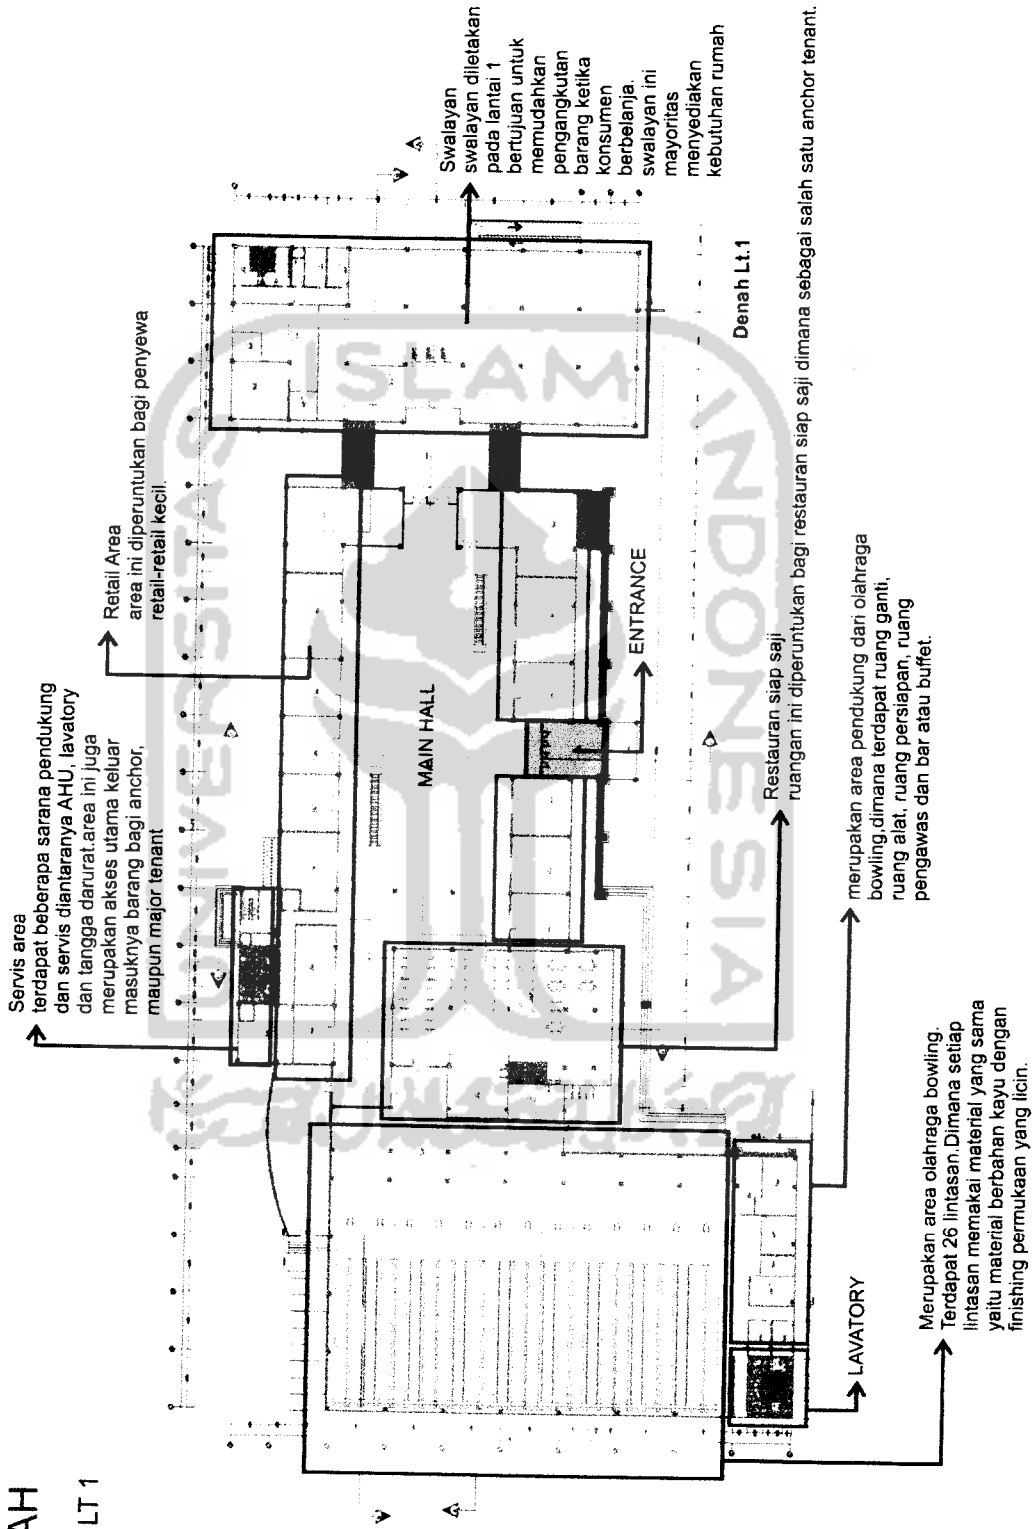 AH
LT 1
Servis area
terdapat beberapa sarana pendukung
dan servis diantaranya AHU, lavatory
dan tangga darurat.area ini juga
merupakan akses utama keluar
masuknya barang bagi anchor,
maupun major tenant
Retail Area
area ini diperuntukan bagi penyewa
retail-retail kecil.
Swalayan
swalayan diletakan
pada lantai 1
bertujuan untuk
memudahkan
pengangkutan
barang ketika
konsumen
berbelanja.
swalayan ini
mayoritas
menyediakan
kebutuhan rumah
MAIN HALL
ENTRANCE
Denah Lt.1
Restauran siap saji
ruangan ini diperuntukan bagi restauran siap saji dimana sebagai salah satu anchor tenant.
merupakan area pendukung dari olahraga
bowling.dimana terdapat ruang ganti,
ruang alat, ruang persiapan, ruang
pengawas dan bar atau buffet.
LAVATORY
Merupakan area olahraga bowling.
Terdapat 26 lintasan.Dimana setiap
lintasan memakai material yang sama
yaitu material berbahan kayu dengan
finishing permukaan yang licin.
UNIVERSITAS
ISLAM
INDONESIA